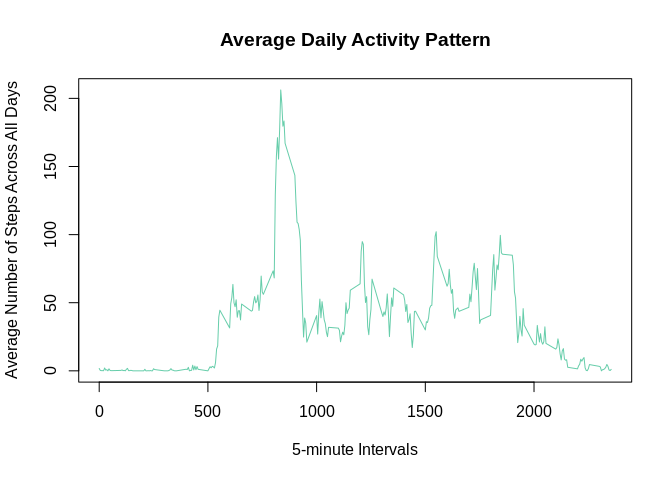 Average Daily Activity Pattern
Average Number of Steps Across All Days
200
150
100
50
0
0 500 1000 1500 2000
5-minute Intervals